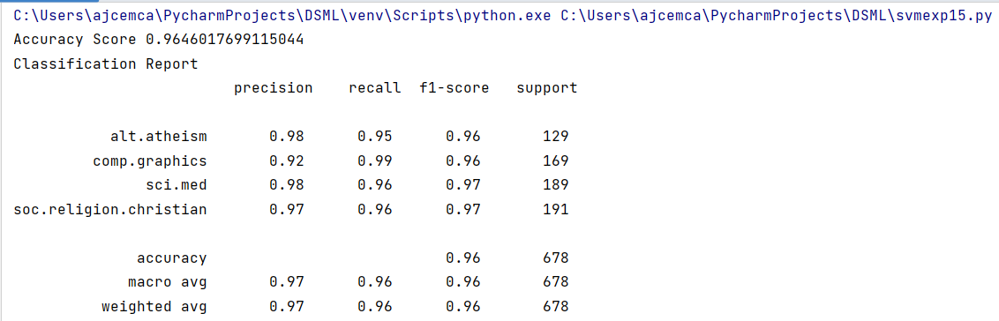 C:\Users\ajcemca\PycharmProjects\DSML\venv\Scripts\python.exe C:\Users\ajcemca\PycharmProjects\DSML\svmexp15.py
Accuracy Score 0.9646017699115044
Classification Report
precision recall f1-score support
alt.atheism 0.98 0.95 0.96 129
comp.graphics 0.92 0.99 0.96 169
sci.med 0.98 0.96 0.97 189
soc.religion.christian 0.97 0.96 0.97 191
accuracy 0.96 678
macro avg 0.97 0.96 0.96 678
weighted avg 0.97 0.96 0.96 678